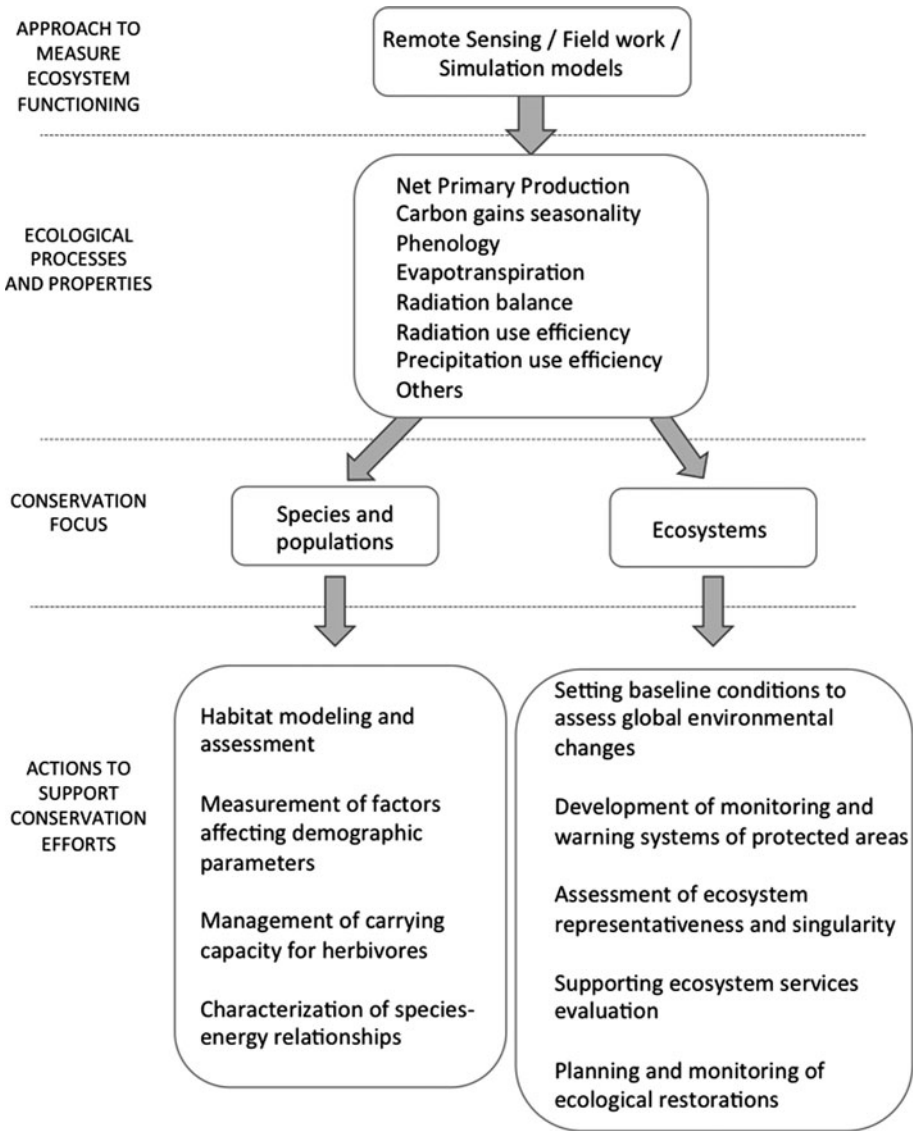 APPROACH TO
MEASURE
ECOSYSTEM
FUNCTIONING
Remote Sensing / Field work /
Simulation models
ECOLOGICAL
PROCESSES
AND PROPERTIES
Net Primary Production
Carbon gains seasonality
Phenology
Evapotranspiration
Radiation balance
Radiation use efficiency
Precipitation use efficiency
Others
CONSERVATION
FOCUS
Species and
populations
Ecosystems
ACTIONS TO
SUPPORT
CONSERVATION
EFFORTS
Habitat modeling and
assessment
Measurement of factors
affecting demographic
parameters
Management of carrying
capacity for herbivores
Characterization of species-
energy relationships
Setting baseline conditions to
assess global environmental
changes
Development of monitoring and
warning systems of protected areas
Assessment of ecosystem
representativeness and singularity
Supporting ecosystem services
evaluation
Planning and monitoring of
ecological restorations